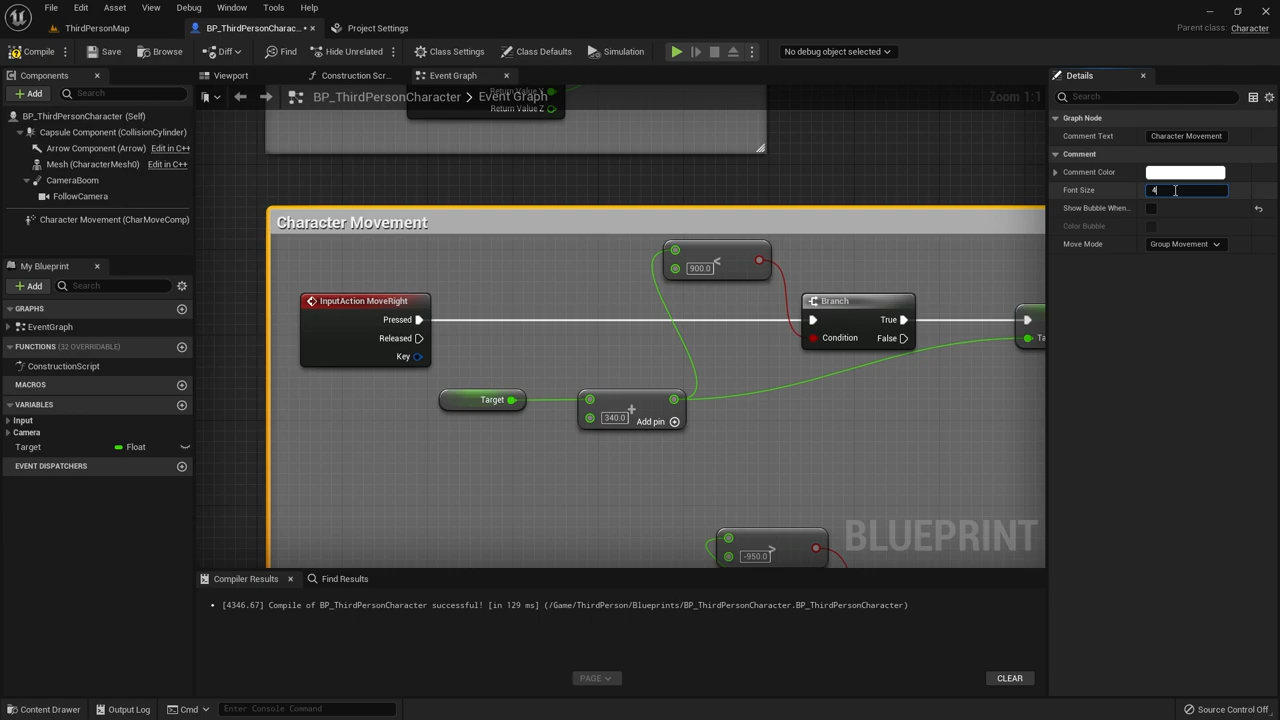 File Edit Asset View Debug Window Tools Help
ThirdPersonMap
BP_ThirdPersonCharac...
Project Settings
Parent class: Character
Compile
Save
Browse
Diff
Find
Hide Unrelated
Class Settings
Class Defaults
Simulation
No debug object selected
Components
Add
Search
BP_ThirdPersonCharacter (Self)
Capsule Component (CollisionCylinder)
Arrow Component (Arrow) Edit in C++
Mesh (CharacterMesh0) Edit in C++
CameraBoom
FollowCamera
Character Movement (CharMoveComp)
My Blueprint
Add
Search
GRAPHS
EventGraph
FUNCTIONS (32 OVERRIDABLE)
ConstructionScript
MACROS
VARIABLES
Input
Camera
Target Float
EVENT DISPATCHERS
Viewport
Construction Scr...
Event Graph
BP_ThirdPersonCharacter > Event Graph
Zoom 1:1
Return Value Y
Return Value Z
Character Movement
900.0 <
InputAction MoveRight
Pressed
Released
Key
Branch
True
Condition False
Target
340.0 +
Add pin
-950.0 >
BLUEPRINT
Compiler Results
Find Results
[4346.67] Compile of BP_ThirdPersonCharacter successful! [in 129 ms] (/Game/ThirdPerson/Blueprints/BP_ThirdPersonCharacter.BP_ThirdPersonCharacter)
PAGE
CLEAR
Details
Search
Graph Node
Comment Text Character Movement
Comment
Comment Color
Font Size 4
Show Bubble When...
Color Bubble
Move Mode Group Movement
Content Drawer
Output Log
Cmd
Enter Console Command
Source Control Off